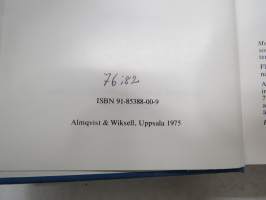 76:82
ISBN 91-85388-00-9
Almqvist & Wiksell, Uppsala 1975